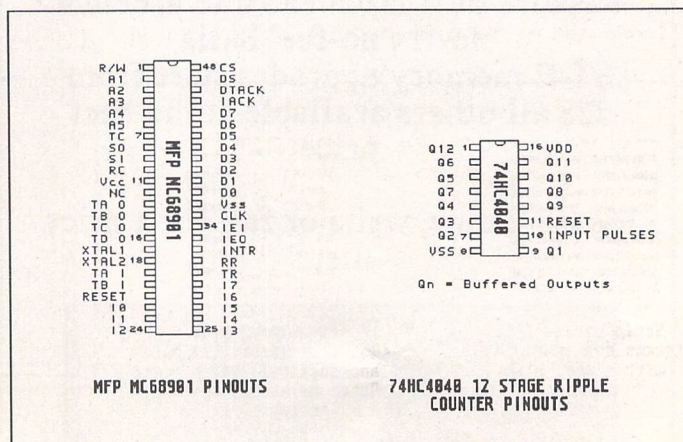 R/W 1 48 CS
A1 DS
A2 DTACK
A3 IACK
A4 D7
A5 D6
TC 7 D5
SO D4
SI D3
RC D2
Vcc 11 D1
NC D0
TA O Vss
TB O CLK
TC O 34 IEI
TD O 16 IEO
XTAL1 INTR
XTAL2 18 RR
TA I TR
TB I I7
RESET I6
I0 I5
I1 I4
I2 24 25 I3
MFP MC68901
MFP MC68901 PINOUTS
Q12 1 16 VDD
Q6 Q11
Q5 Q10
Q7 Q8
Q4 Q9
Q3 11 RESET
Q2 7 10 INPUT PULSES
VSS 8 9 Q1
74HC4040
Qn = Buffered Outputs
74HC4040 12 STAGE RIPPLE
COUNTER PINOUTS